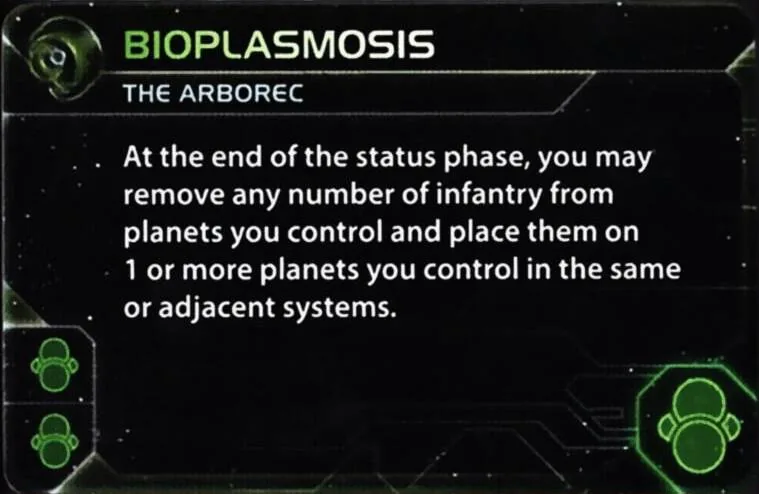 BIOPLASMOSIS
THE ARBOREC
At the end of the status phase, you may
remove any number of infantry from
planets you control and place them on
1 or more planets you control in the same
or adjacent systems.